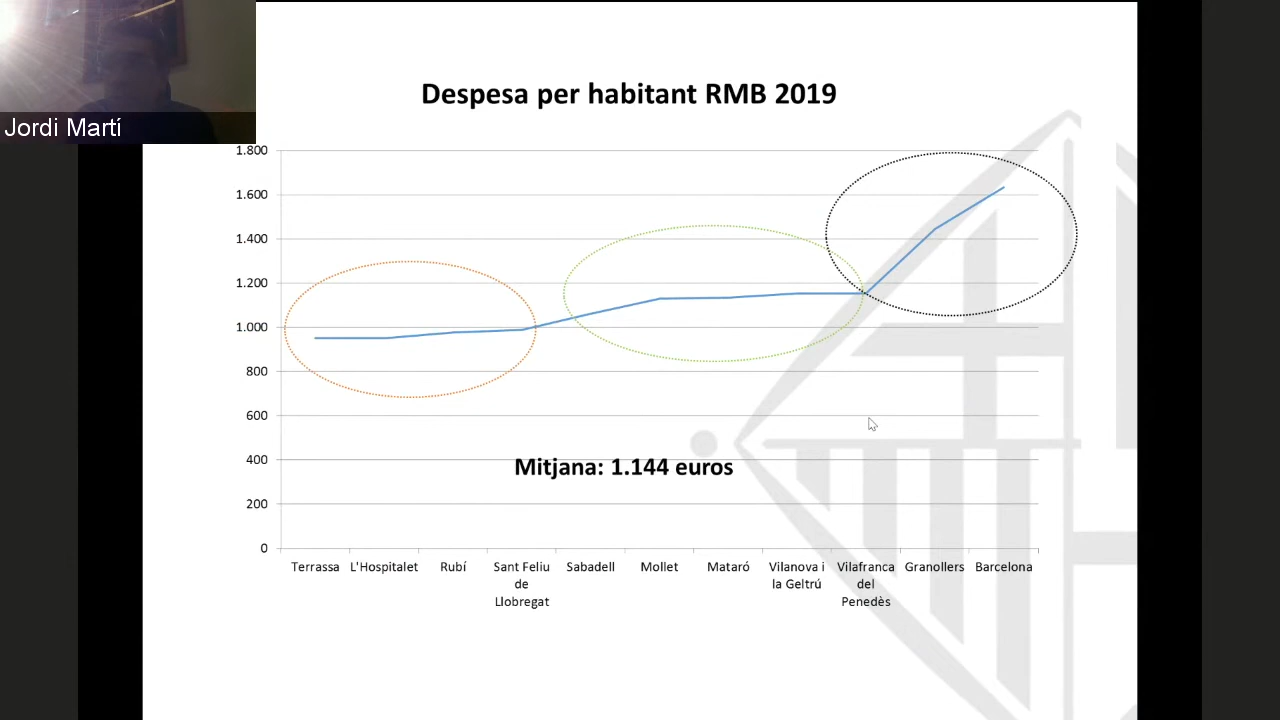 Jordi Martí
Despesa per habitant RMB 2019
1.800
1.600
1.400
1.200
1.000
800
600
400
200
0
Mitjana: 1.144 euros
Terrassa
L'Hospitalet
Rubí
Sant Feliu
de
Llobregat
Sabadell
Mollet
Mataró
Vilanova i
la Geltrú
Vilafranca
del
Penedès
Granollers
Barcelona